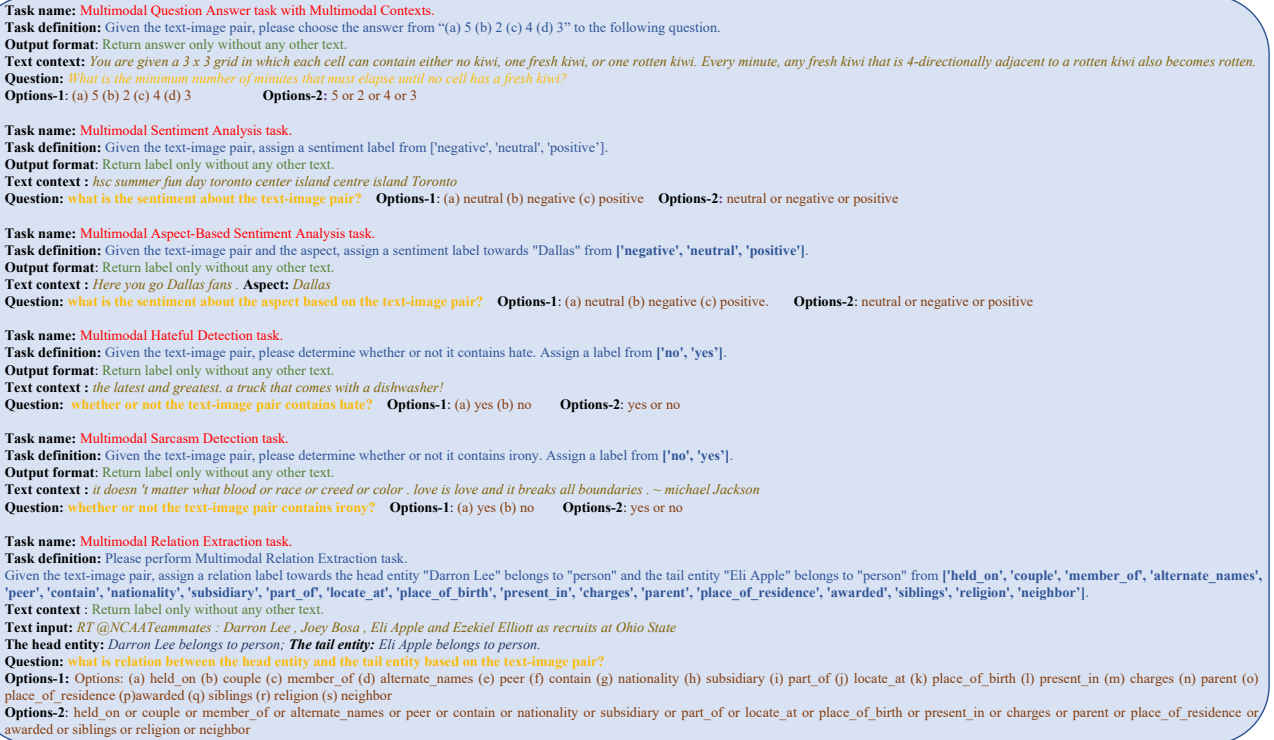 Task name: Multimodal Question Answer task with Multimodal Contexts.
Task definition: Given the text-image pair, please choose the answer from “(a) 5 (b) 2 (c) 4 (d) 3” to the following question.
Output format: Return answer only without any other text.
Text context: You are given a 3 x 3 grid in which each cell can contain either no kiwi, one fresh kiwi, or one rotten kiwi. Every minute, any fresh kiwi that is 4-directionally adjacent to a rotten kiwi also becomes rotten.
Question: What is the minimum number of minutes that must elapse until no cell has a fresh kiwi?
Options-1: (a) 5 (b) 2 (c) 4 (d) 3 Options-2: 5 or 2 or 4 or 3
Task name: Multimodal Sentiment Analysis task.
Task definition: Given the text-image pair, assign a sentiment label from ['negative', 'neutral', 'positive’].
Output format: Return label only without any other text.
Text context : hsc summer fun day toronto center island centre island Toronto
Question: what is the sentiment about the text-image pair? Options-1: (a) neutral (b) negative (c) positive Options-2: neutral or negative or positive
Task name: Multimodal Aspect-Based Sentiment Analysis task.
Task definition: Given the text-image pair and the aspect, assign a sentiment label towards "Dallas" from ['negative', 'neutral', 'positive'].
Output format: Return label only without any other text.
Text context : Here you go Dallas fans . Aspect: Dallas
Question: what is the sentiment about the aspect based on the text-image pair? Options-1: (a) neutral (b) negative (c) positive. Options-2: neutral or negative or positive
Task name: Multimodal Hateful Detection task.
Task definition: Given the text-image pair, please determine whether or not it contains hate. Assign a label from ['no', 'yes’].
Output format: Return label only without any other text.
Text context : the latest and greatest. a truck that comes with a dishwasher!
Question: whether or not the text-image pair contains hate? Options-1: (a) yes (b) no Options-2: yes or no
Task name: Multimodal Sarcasm Detection task.
Task definition: Given the text-image pair, please determine whether or not it contains irony. Assign a label from ['no', 'yes’].
Output format: Return label only without any other text.
Text context : it doesn 't matter what blood or race or creed or color . love is love and it breaks all boundaries . ~ michael Jackson
Question: whether or not the text-image pair contains irony? Options-1: (a) yes (b) no Options-2: yes or no
Task name: Multimodal Relation Extraction task.
Task definition: Please perform Multimodal Relation Extraction task.
Given the text-image pair, assign a relation label towards the head entity "Darron Lee" belongs to "person" and the tail entity "Eli Apple" belongs to "person" from ['held_on', 'couple', 'member_of', 'alternate_names',
'peer', 'contain', 'nationality', 'subsidiary', 'part_of', 'locate_at', 'place_of_birth', 'present_in', 'charges', 'parent', 'place_of_residence', 'awarded', 'siblings', 'religion', 'neighbor’].
Text context : Return label only without any other text.
Text input: RT @NCAATeammates : Darron Lee , Joey Bosa , Eli Apple and Ezekiel Elliott as recruits at Ohio State
The head entity: Darron Lee belongs to person; The tail entity: Eli Apple belongs to person.
Question: what is relation between the head entity and the tail entity based on the text-image pair?
Options-1: Options: (a) held_on (b) couple (c) member_of (d) alternate_names (e) peer (f) contain (g) nationality (h) subsidiary (i) part_of (j) locate_at (k) place_of_birth (l) present_in (m) charges (n) parent (o)
place_of_residence (p)awarded (q) siblings (r) religion (s) neighbor
Options-2: held_on or couple or member_of or alternate_names or peer or contain or nationality or subsidiary or part_of or locate_at or place_of_birth or present_in or charges or parent or place_of_residence or
awarded or siblings or religion or neighbor